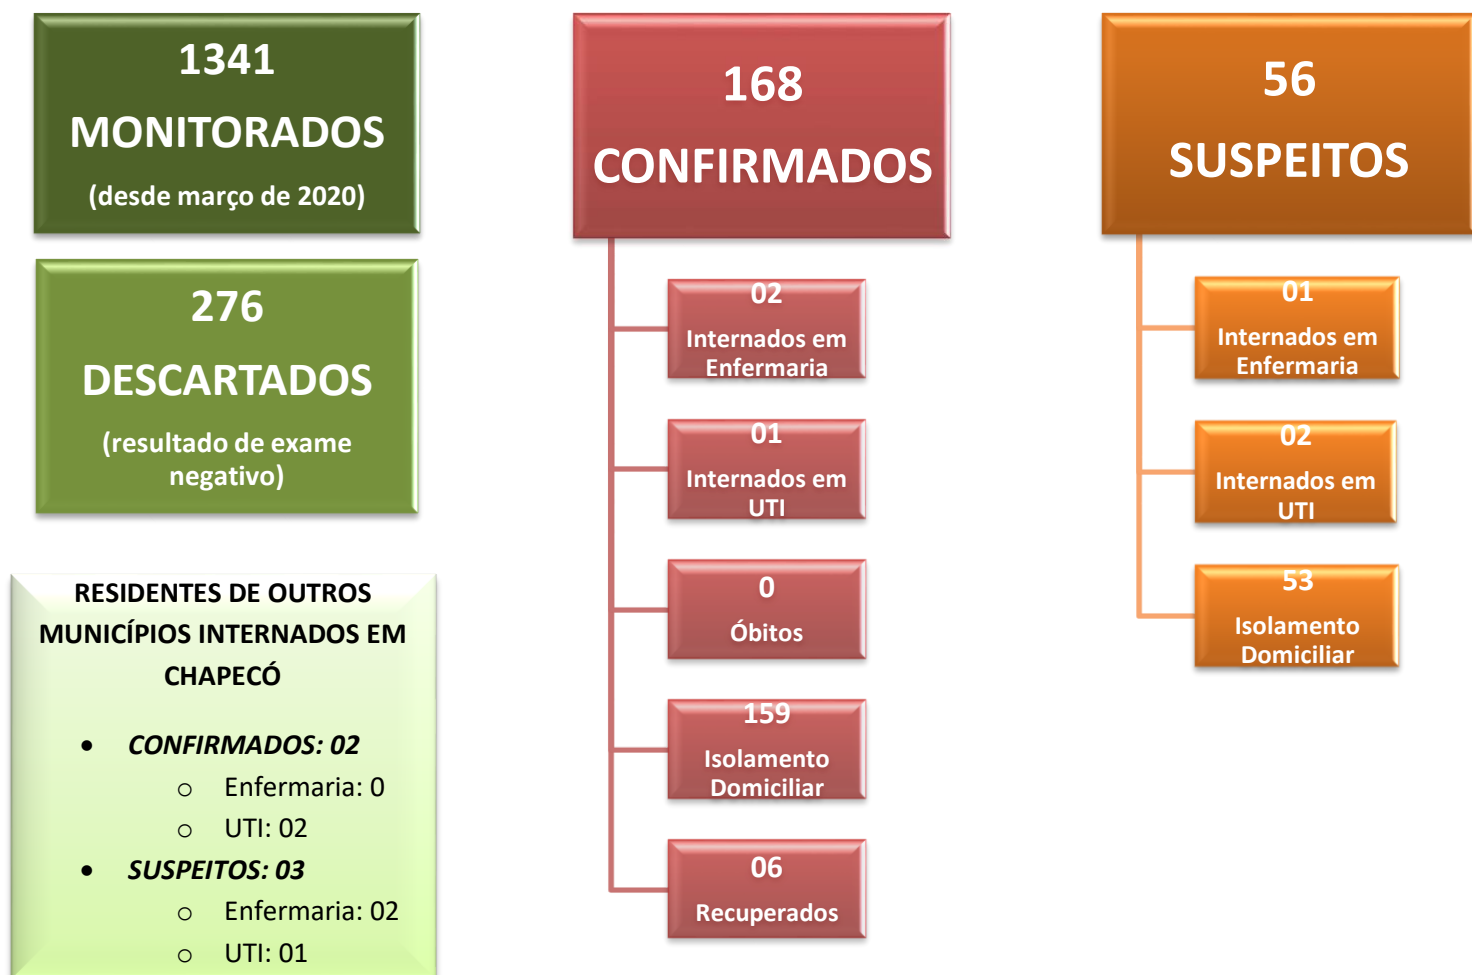 1341
MONITORADOS
(desde março de 2020)
276
DESCARTADOS
(resultado de exame
negativo)
RESIDENTES DE OUTROS
MUNICÍPIOS INTERNADOS EM
CHAPECÓ
• CONFIRMADOS: 02
o Enfermaria: 0
o UTI: 02
• SUSPEITOS: 03
o Enfermaria: 02
o UTI: 01
168
CONFIRMADOS
02
Internados em
Enfermaria
01
Internados em
UTI
0
Óbitos
159
Isolamento
Domiciliar
06
Recuperados
56
SUSPEITOS
01
Internados em
Enfermaria
02
Internados em
UTI
53
Isolamento
Domiciliar